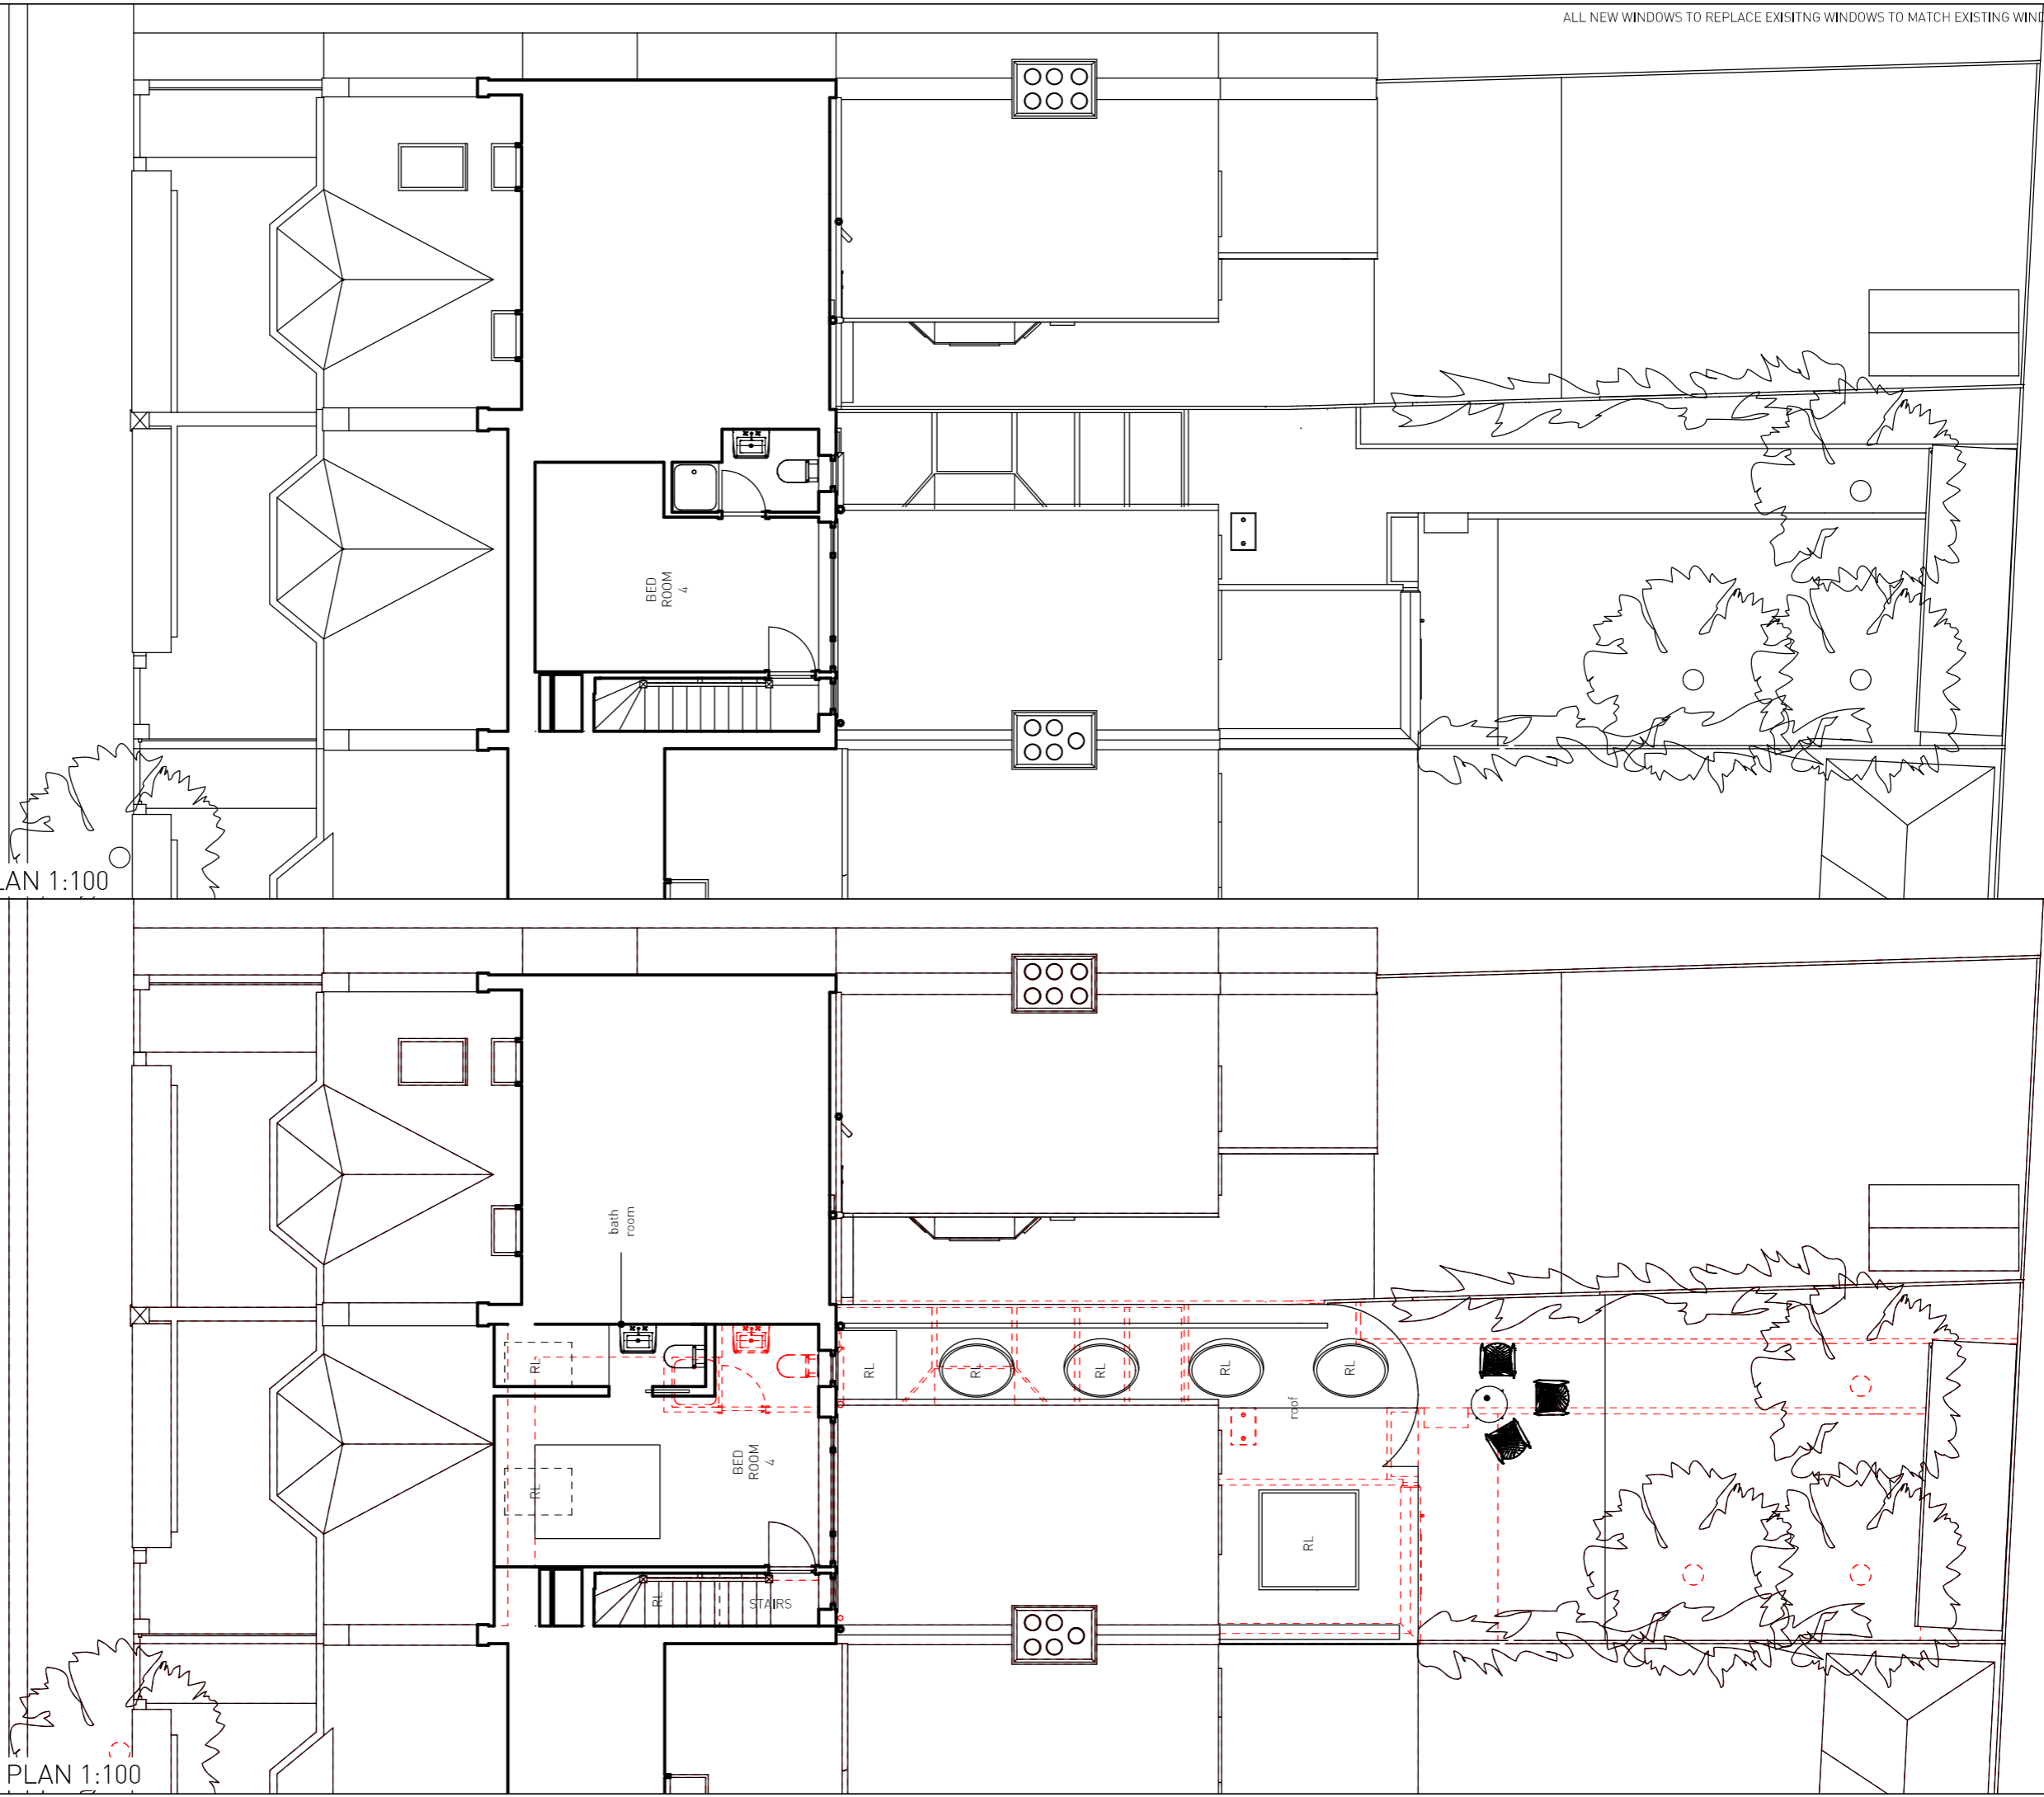 ALL NEW WINDOWS TO REPLACE EXISITNG WINDOWS TO MATCH EXISTING WIND
BED
ROOM
4
LAN 1:100
bath
room
RL
RL
BED
ROOM
4
RL
STAIRS
RL
RL
RL
RL
RL
roof
RL
PLAN 1:100